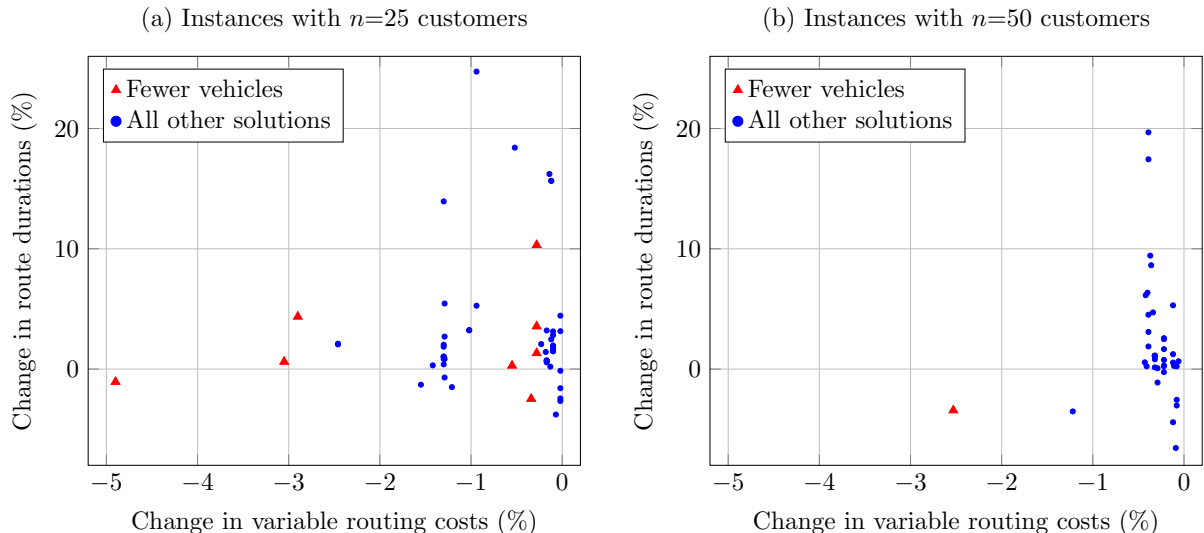 (a) Instances with n=25 customers
Fewer vehicles
All other solutions
Change in route durations (%)
20
10
0
−5 −4 −3 −2 −1 0
Change in variable routing costs (%)
(b) Instances with n=50 customers
Fewer vehicles
All other solutions
Change in route durations (%)
20
10
0
−5 −4 −3 −2 −1 0
Change in variable routing costs (%)